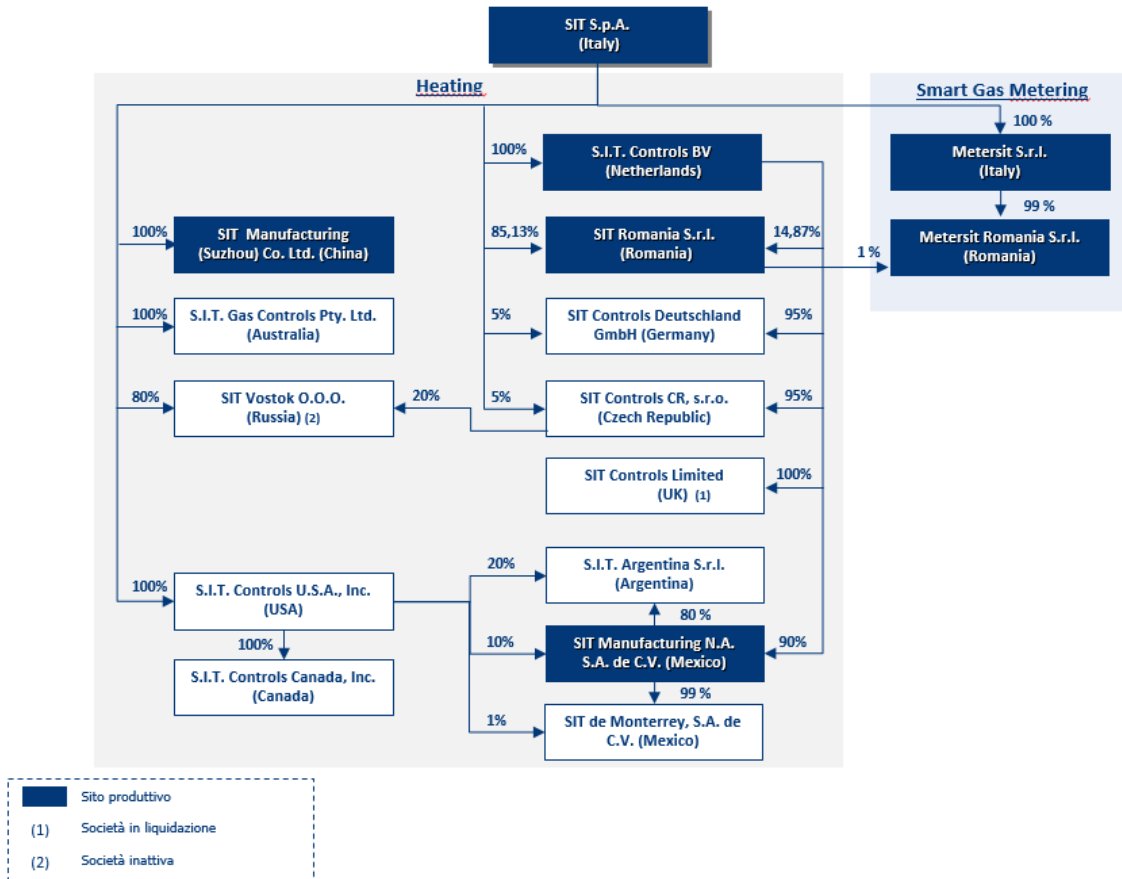 SIT S.p.A.
(Italy)
Heating
Smart Gas Metering
100 %
100%
S.I.T. Controls BV
(Netherlands)
Metersit S.r.l.
(Italy)
99 %
100%
SIT Manufacturing
(Suzhou) Co. Ltd. (China)
85,13%
SIT Romania S.r.l.
(Romania)
14,87%
1 %
Metersit Romania S.r.l.
(Romania)
100%
S.I.T. Gas Controls Pty. Ltd.
(Australia)
5%
SIT Controls Deutschland
GmbH (Germany)
95%
80%
SIT Vostok O.O.O.
(Russia) (2)
20%
5%
SIT Controls CR, s.r.o.
(Czech Republic)
95%
SIT Controls Limited
(UK) (1)
100%
100%
S.I.T. Controls U.S.A., Inc.
(USA)
20%
S.I.T. Argentina S.r.l.
(Argentina)
80 %
100%
10%
SIT Manufacturing N.A.
S.A. de C.V. (Mexico)
90%
S.I.T. Controls Canada, Inc.
(Canada)
99 %
1%
SIT de Monterrey, S.A. de
C.V. (Mexico)
Sito produttivo
(1) Società in liquidazione
(2) Società inattiva